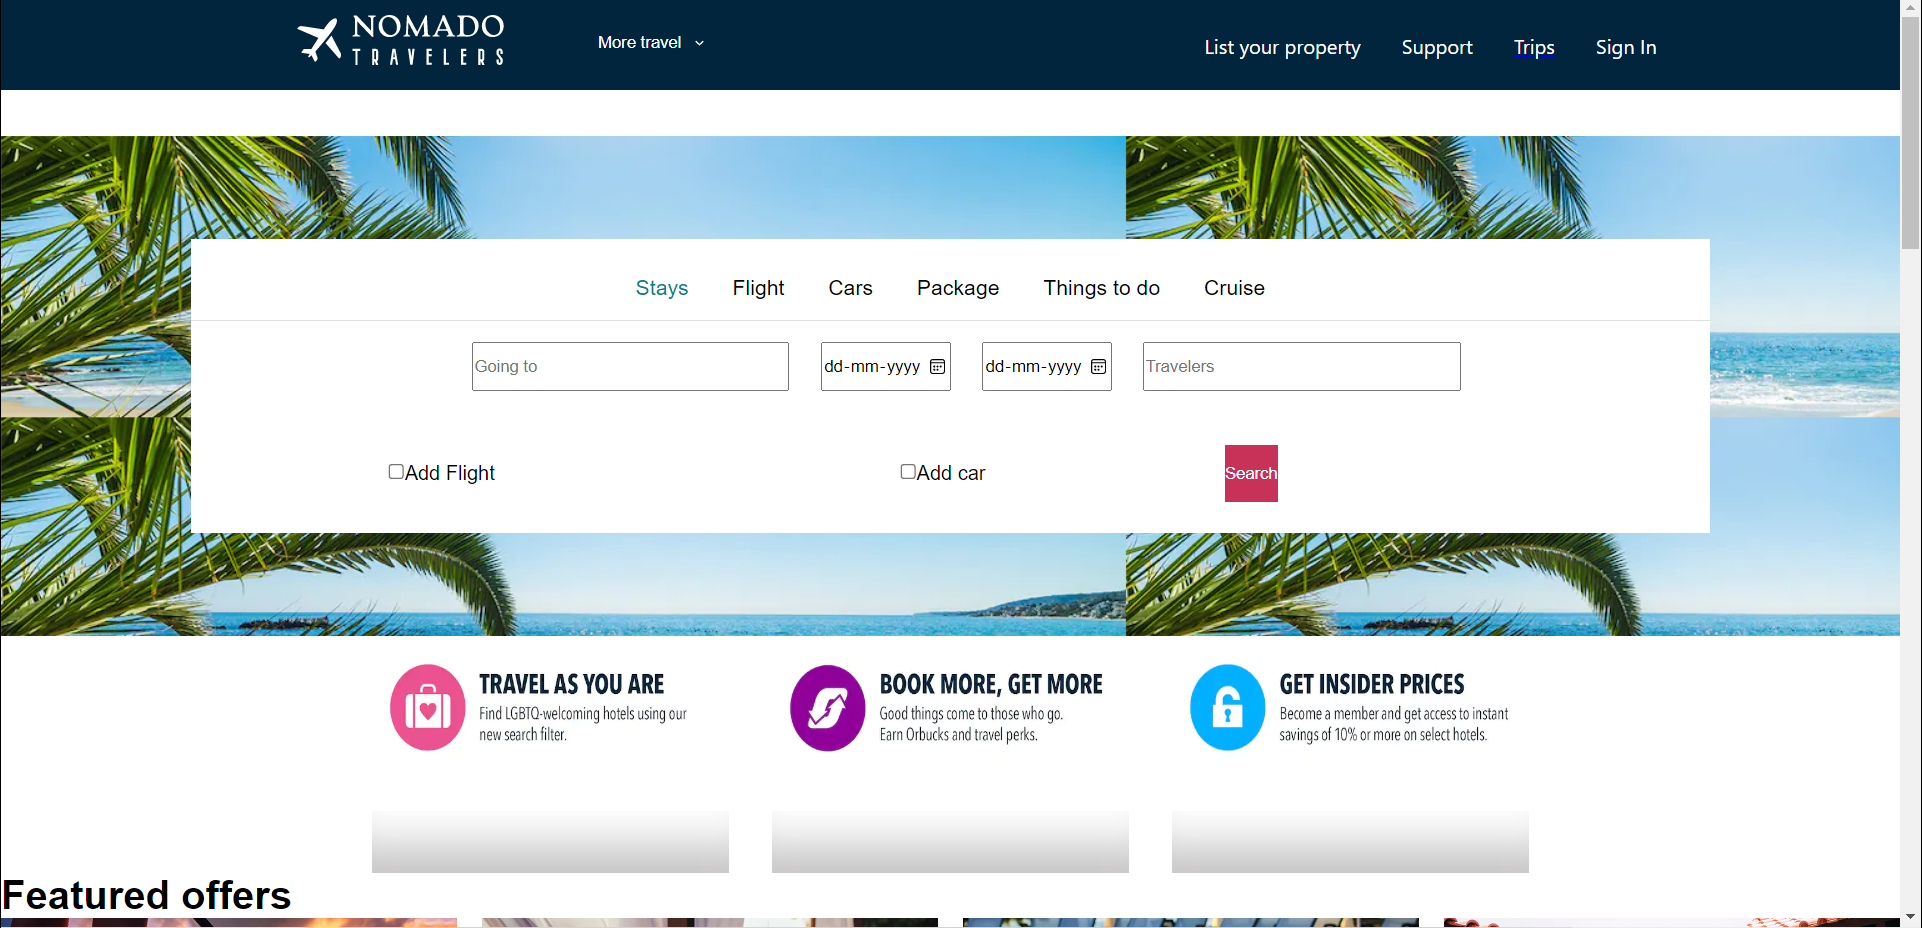 NOMADO
TRAVELERS
More travel
List your property Support Trips Sign In
Stays Flight Cars Package Things to do Cruise
Going to dd-mm-yyyy dd-mm-yyyy Travelers
Add Flight Add car Search
TRAVEL AS YOU ARE
Find LGBTQ-welcoming hotels using our
new search filter.
BOOK MORE, GET MORE
Good things come to those who go.
Earn Orbucks and travel perks.
GET INSIDER PRICES
Become a member and get access to instant
savings of 10% or more on select hotels.
Featured offers